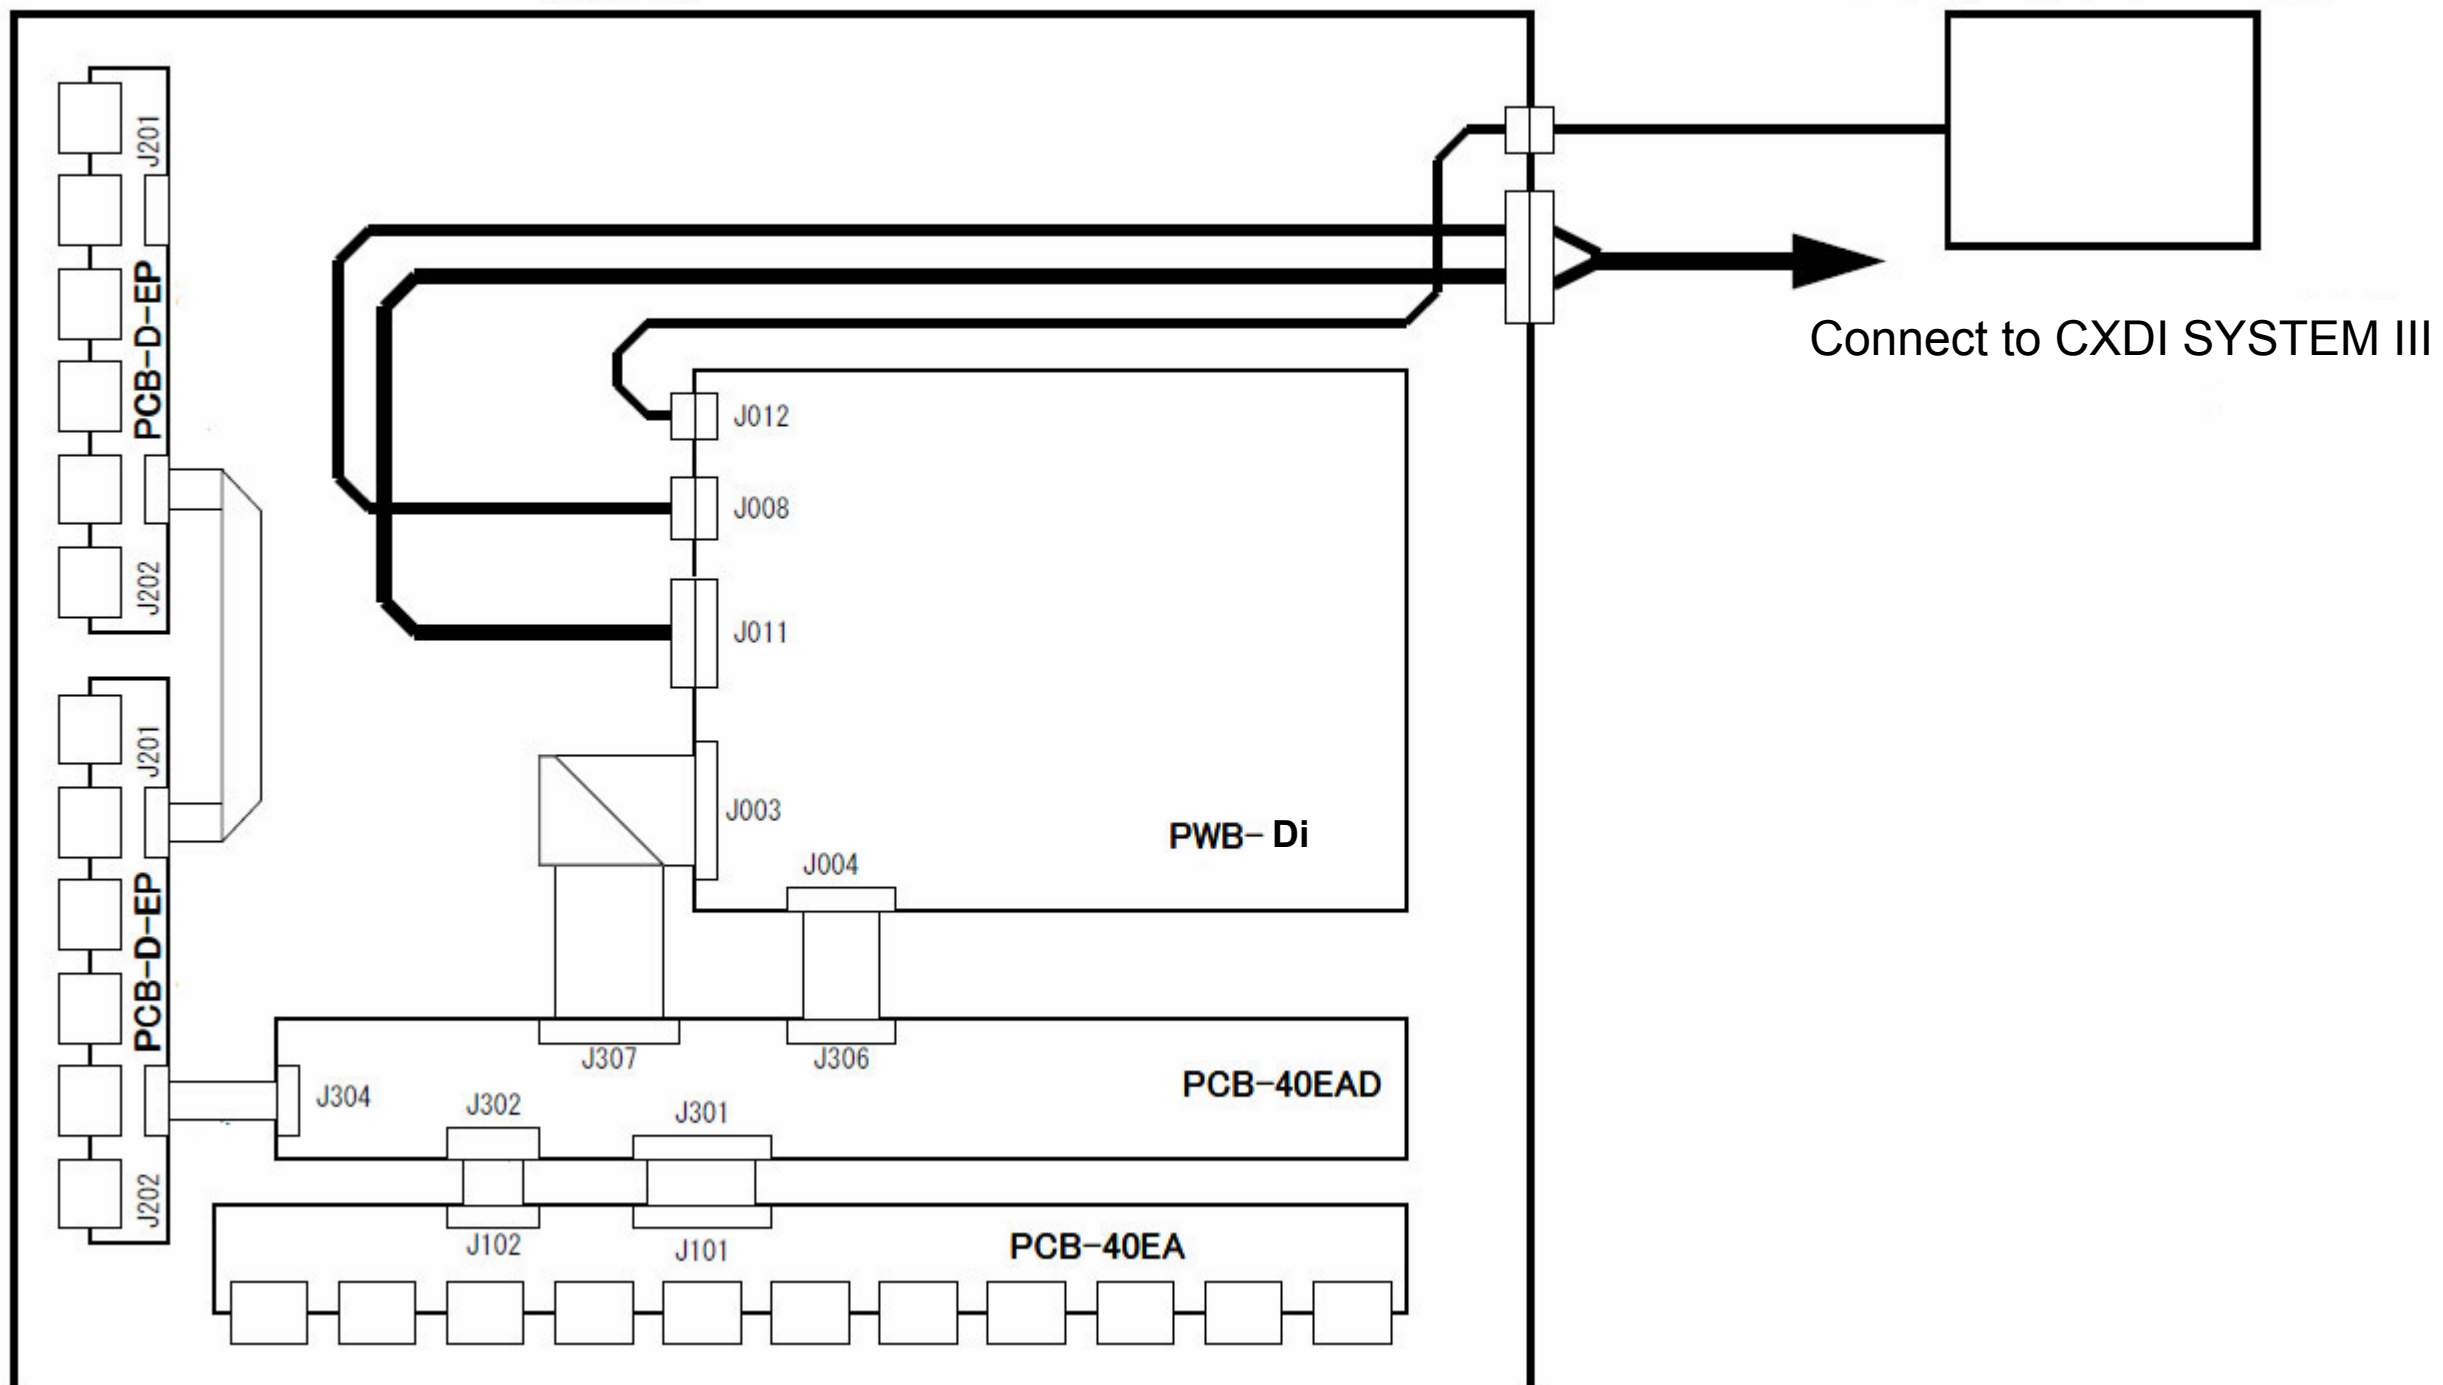 J201
PCB-D-EP
J202
Connect to CXDI SYSTEM III
J012
J008
J011
J003
PWB- Di
J004
J201
PCB-D-EP
J202
J307
J306
PCB-40EAD
J304
J302
J301
J102
J101
PCB-40EA